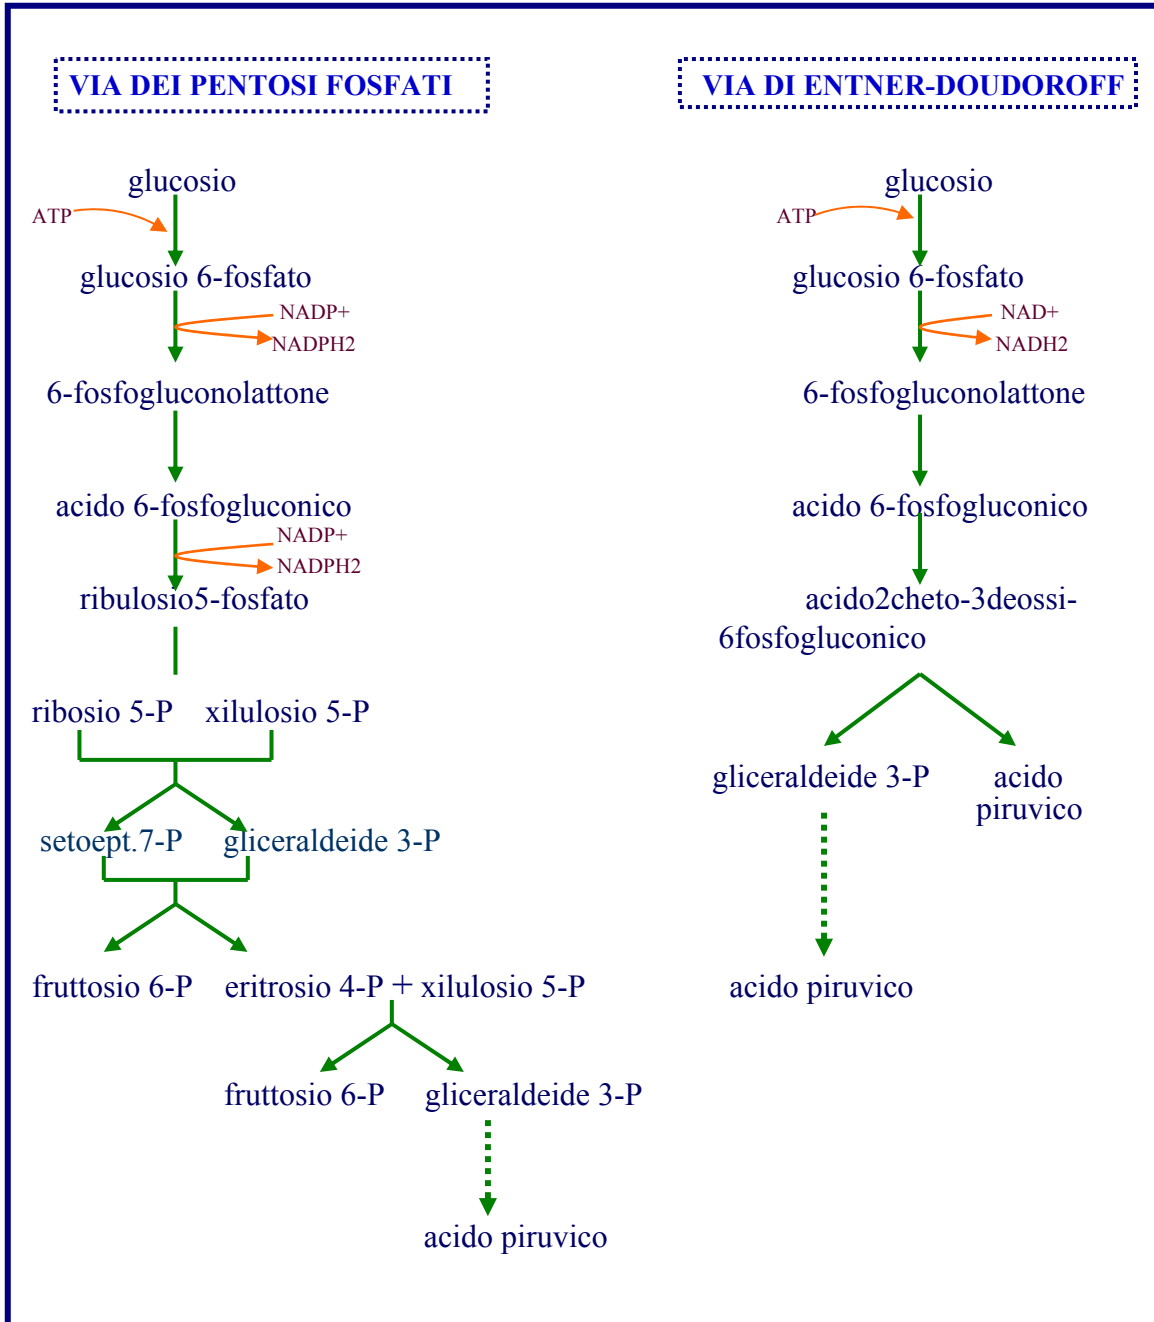 VIA DEI PENTOSI FOSFATI
glucosio
ATP
glucosio 6-fosfato
NADP+
NADPH2
6-fosfogluconolattone
acido 6-fosfogluconico
NADP+
NADPH2
ribulosio5-fosfato
ribosio 5-P xilulosio 5-P
setoept.7-P gliceraldeide 3-P
fruttosio 6-P eritrosio 4-P + xilulosio 5-P
fruttosio 6-P gliceraldeide 3-P
acido piruvico
VIA DI ENTNER-DOUDOROFF
glucosio
ATP
glucosio 6-fosfato
NAD+
NADH2
6-fosfogluconolattone
acido 6-fosfogluconico
acido2cheto-3deossi-
6fosfogluconico
gliceraldeide 3-P
acido
piruvico
acido piruvico